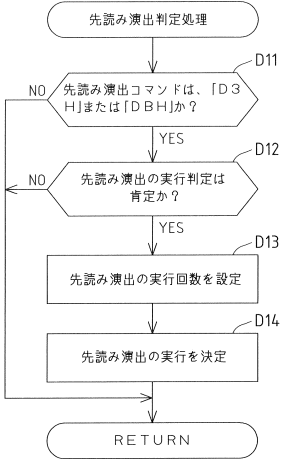 先読み演出判定処理
D11
NO
先読み演出コマンドは、「D3
H」または「DBH」か?
YES
D12
NO
先読み演出の実行判定は
肯定か?
YES
D13
先読み演出の実行回数を設定
D14
先読み演出の実行を決定
RETURN